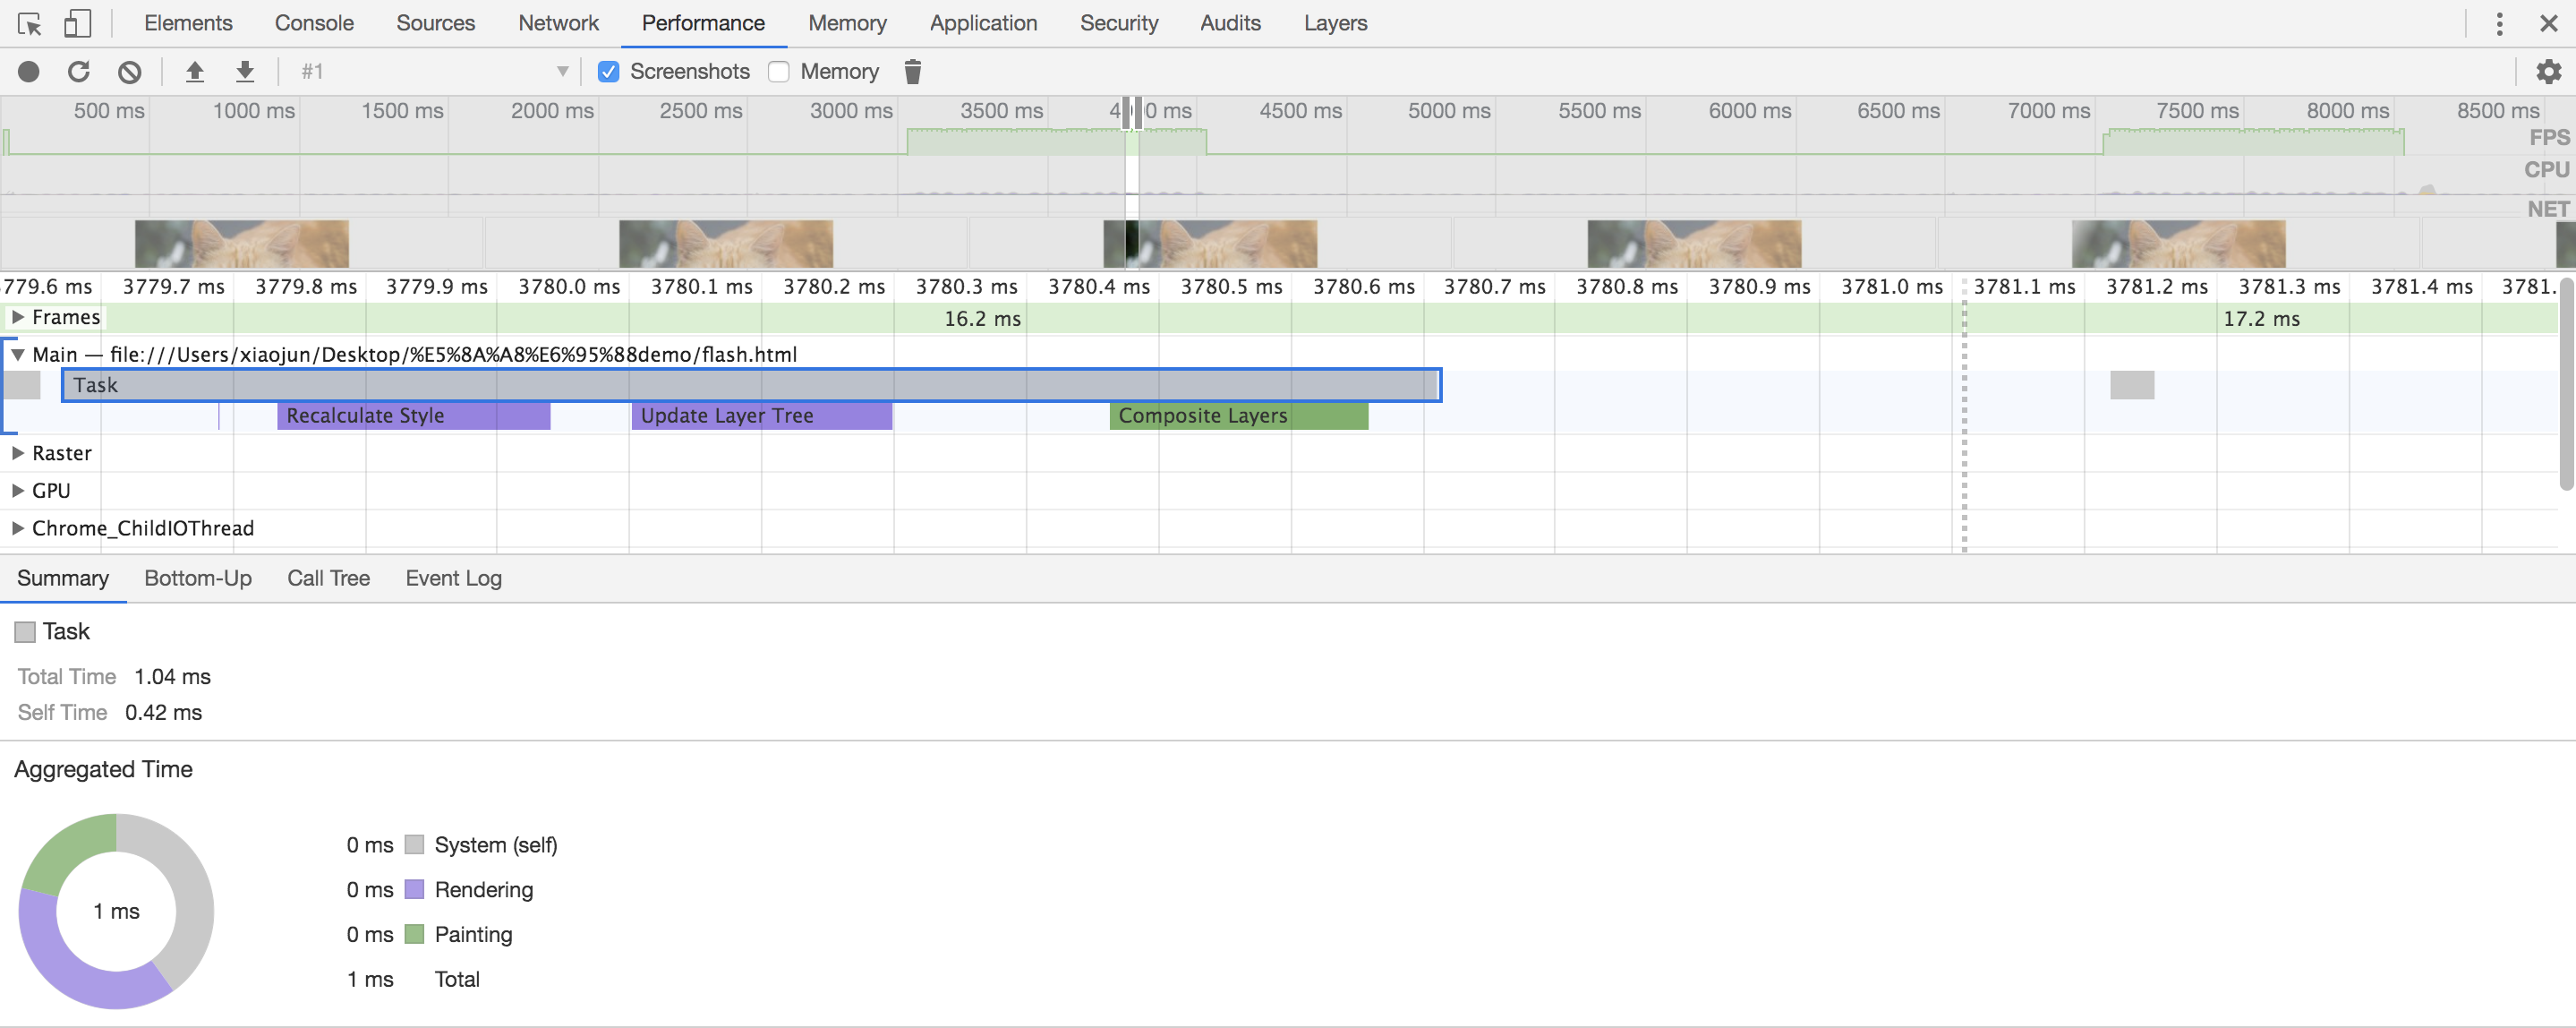 Elements Console Sources Network Performance Memory Application Security Audits Layers
#1 Screenshots Memory
500 ms 1000 ms 1500 ms 2000 ms 2500 ms 3000 ms 3500 ms 4500 ms 5000 ms 5500 ms 6000 ms 6500 ms 7000 ms 7500 ms 8000 ms 8500 ms
FPS
CPU
NET
779.6 ms 3779.7 ms 3779.8 ms 3779.9 ms 3780.0 ms 3780.1 ms 3780.2 ms 3780.3 ms 3780.4 ms 3780.5 ms 3780.6 ms 3780.7 ms 3780.8 ms 3780.9 ms 3781.0 ms 3781.1 ms 3781.2 ms 3781.3 ms 3781.4 ms 3781.
Frames 16.2 ms 17.2 ms
Main — file:///Users/xiaojun/Desktop/%E5%8A%A8%E6%95%88demo/flash.html
Task
Recalculate Style Update Layer Tree Composite Layers
Raster
GPU
Chrome_ChildIOThread
Summary Bottom-Up Call Tree Event Log
Task
Total Time 1.04 ms
Self Time 0.42 ms
Aggregated Time
0 ms System (self)
0 ms Rendering
1 ms
0 ms Painting
1 ms Total